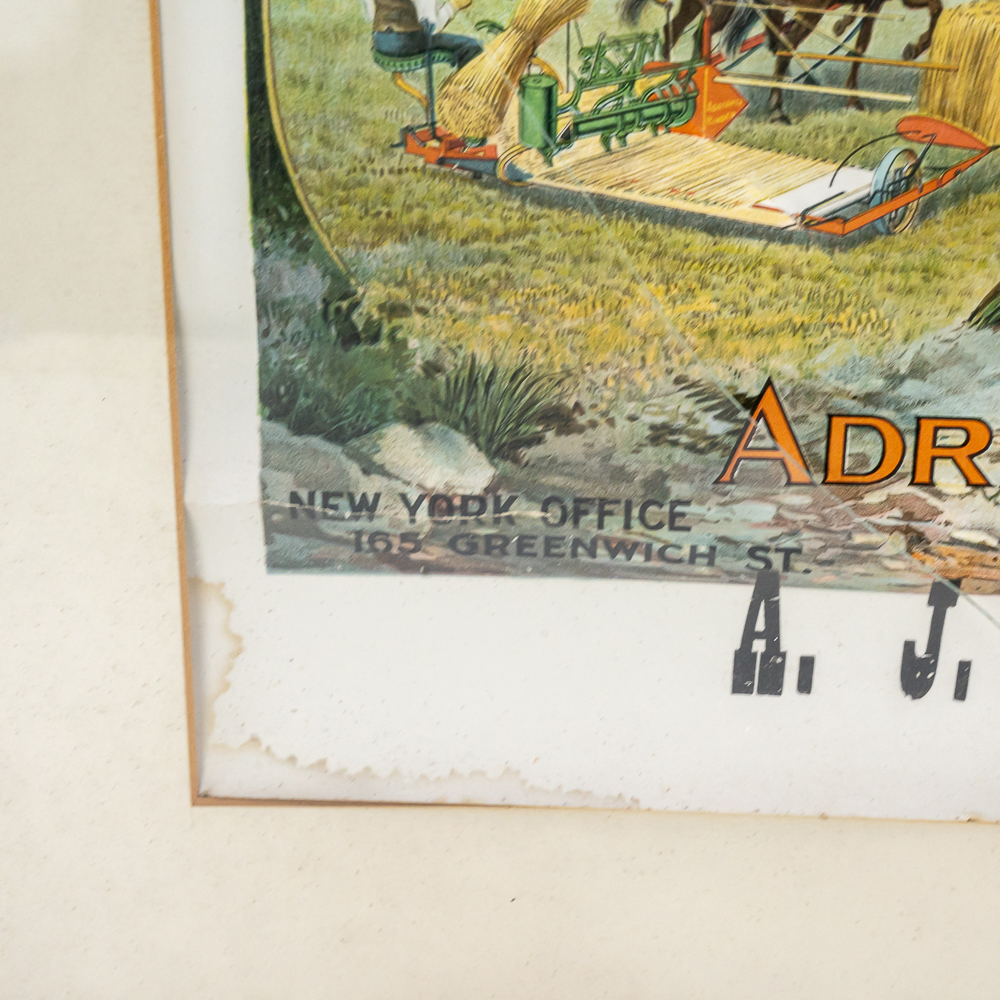 ADR
NEW YORK OFFICE
165 GREENWICH ST.
A. J.